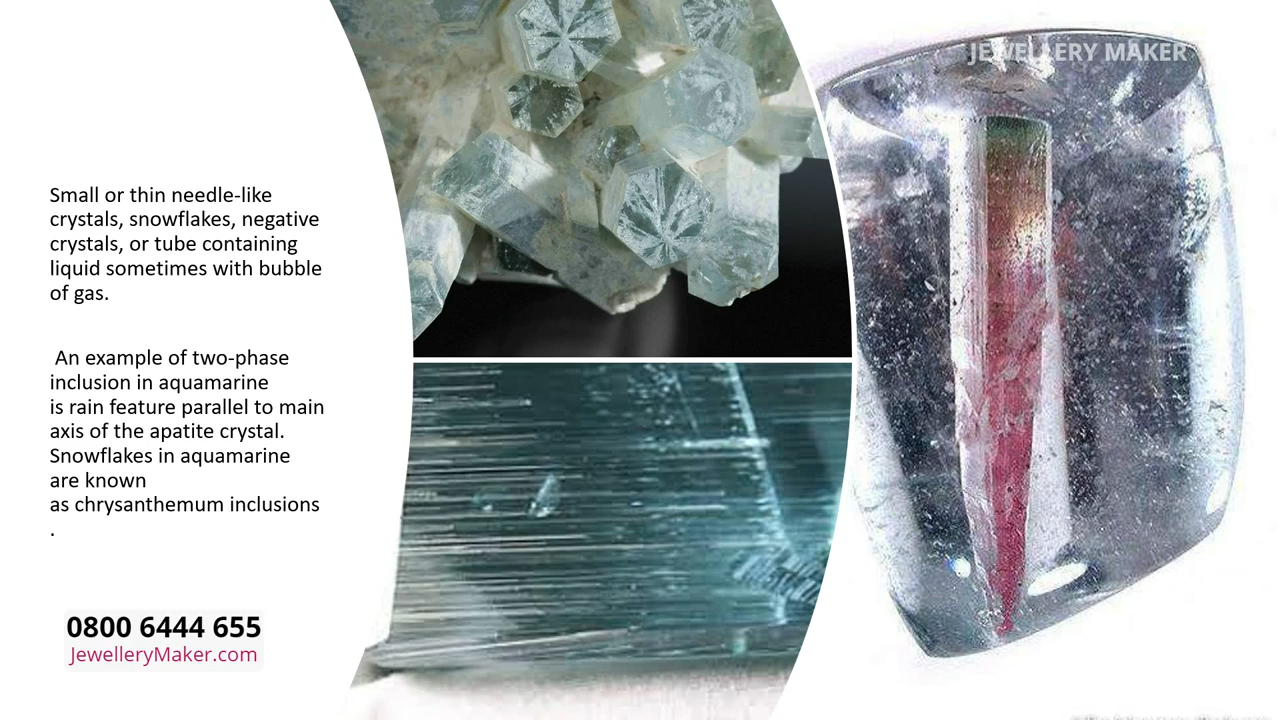 JEWELLERY MAKER
Small or thin needle-like
crystals, snowflakes, negative
crystals, or tube containing
liquid sometimes with bubble
of gas.
An example of two-phase
inclusion in aquamarine
is rain feature parallel to main
axis of the apatite crystal.
Snowflakes in aquamarine
are known
as chrysanthemum inclusions
.
0800 6444 655
JewelleryMaker.com